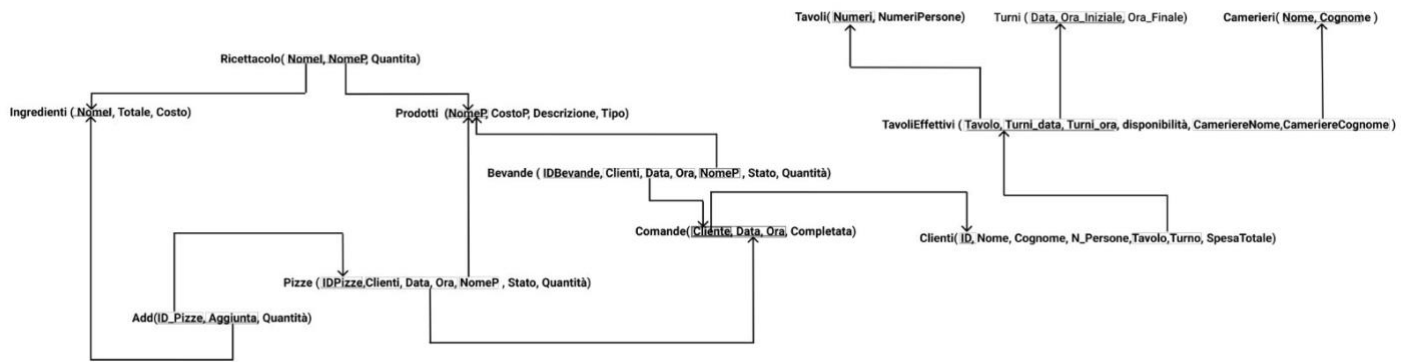 Tavoli( Numeri, NumeriPersone)
Turni ( Data, Ora_Iniziale, Ora_Finale)
Camerieri( Nome, Cognome )
Ricettacolo( NomeI, NomeP, Quantita)
Ingredienti ( NomeI, Totale, Costo)
Prodotti (NomeP, CostoP, Descrizione, Tipo)
TavoliEffettivi ( Tavolo, Turni_data, Turni_ora, disponibilità, CameriereNome,CameriereCognome )
Bevande ( IDBevande, Clienti, Data, Ora, NomeP , Stato, Quantità)
Comande( Cliente, Data, Ora, Completata)
Clienti( ID, Nome, Cognome, N_Persone,Tavolo,Turno, SpesaTotale)
Pizze ( IDPizze,Clienti, Data, Ora, NomeP , Stato, Quantità)
Add(ID_Pizze, Aggiunta, Quantità)